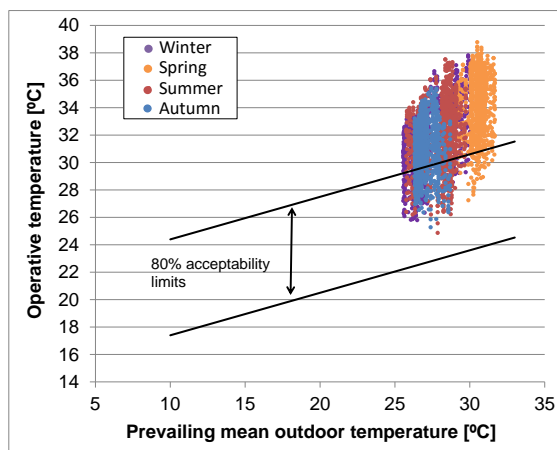 40
38
36
34
32
30
28
26
24
22
20
18
16
14
Operative temperature [ºC]
Winter
Spring
Summer
Autumn
80% acceptability
limits
5
10
15
20
25
30
35
Prevailing mean outdoor temperature [ºC]